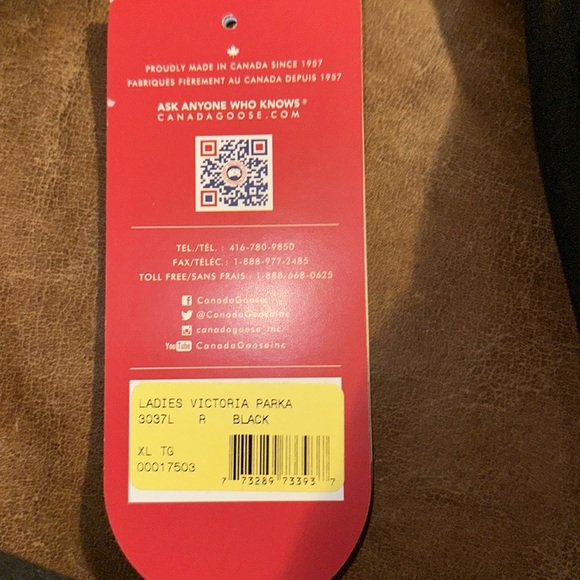 PROUDLY MADE IN CANADA SINCE 1957
FABRIQUÉS FIÈREMENT AU CANADA DEPUIS 1957
ASK ANYONE WHO KNOWS®
CANADAGOOSE.COM
TEL./TÉL. : 416-780-9850
FAX/TÉLÉC.: 1-888-977-2485
TOLL FREE/SANS FRAIS : 1-888-668-0625
CanadaGoose
@CanadaGooseInc
canadagoose_inc
YouTube CanadaGooseinc
LADIES VICTORIA PARKA
3037L R BLACK
XL TG
00017503
7 73289 73393 7